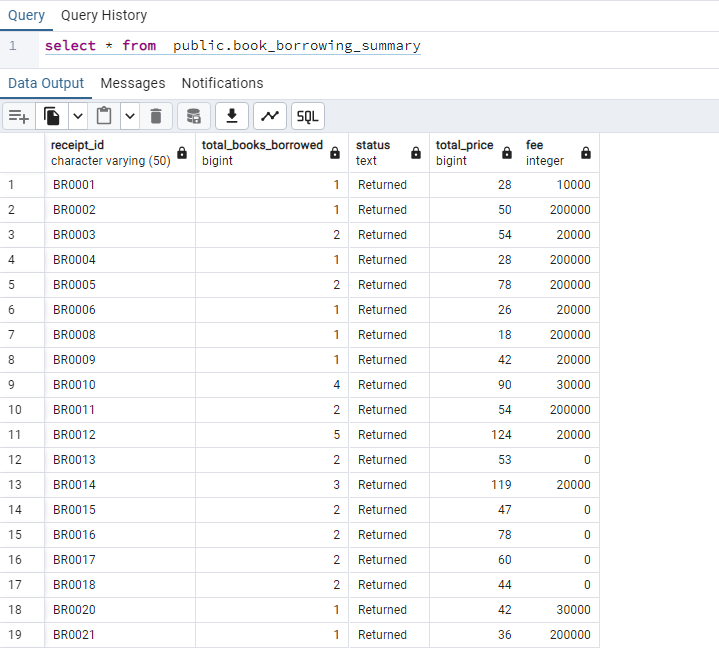 Query Query History
1 select * from public.book_borrowing_summary
Data Output Messages Notifications
SQL
receipt_id total_books_borrowed status total_price fee
character varying (50) bigint text bigint integer
1 BR0001 1 Returned 28 10000
2 BR0002 1 Returned 50 200000
3 BR0003 2 Returned 54 20000
4 BR0004 1 Returned 28 200000
5 BR0005 2 Returned 78 200000
6 BR0006 1 Returned 26 20000
7 BR0008 1 Returned 18 200000
8 BR0009 1 Returned 42 20000
9 BR0010 4 Returned 90 30000
10 BR0011 2 Returned 54 200000
11 BR0012 5 Returned 124 20000
12 BR0013 2 Returned 53 0
13 BR0014 3 Returned 119 20000
14 BR0015 2 Returned 47 0
15 BR0016 2 Returned 78 0
16 BR0017 2 Returned 60 0
17 BR0018 2 Returned 44 0
18 BR0020 1 Returned 42 30000
19 BR0021 1 Returned 36 200000